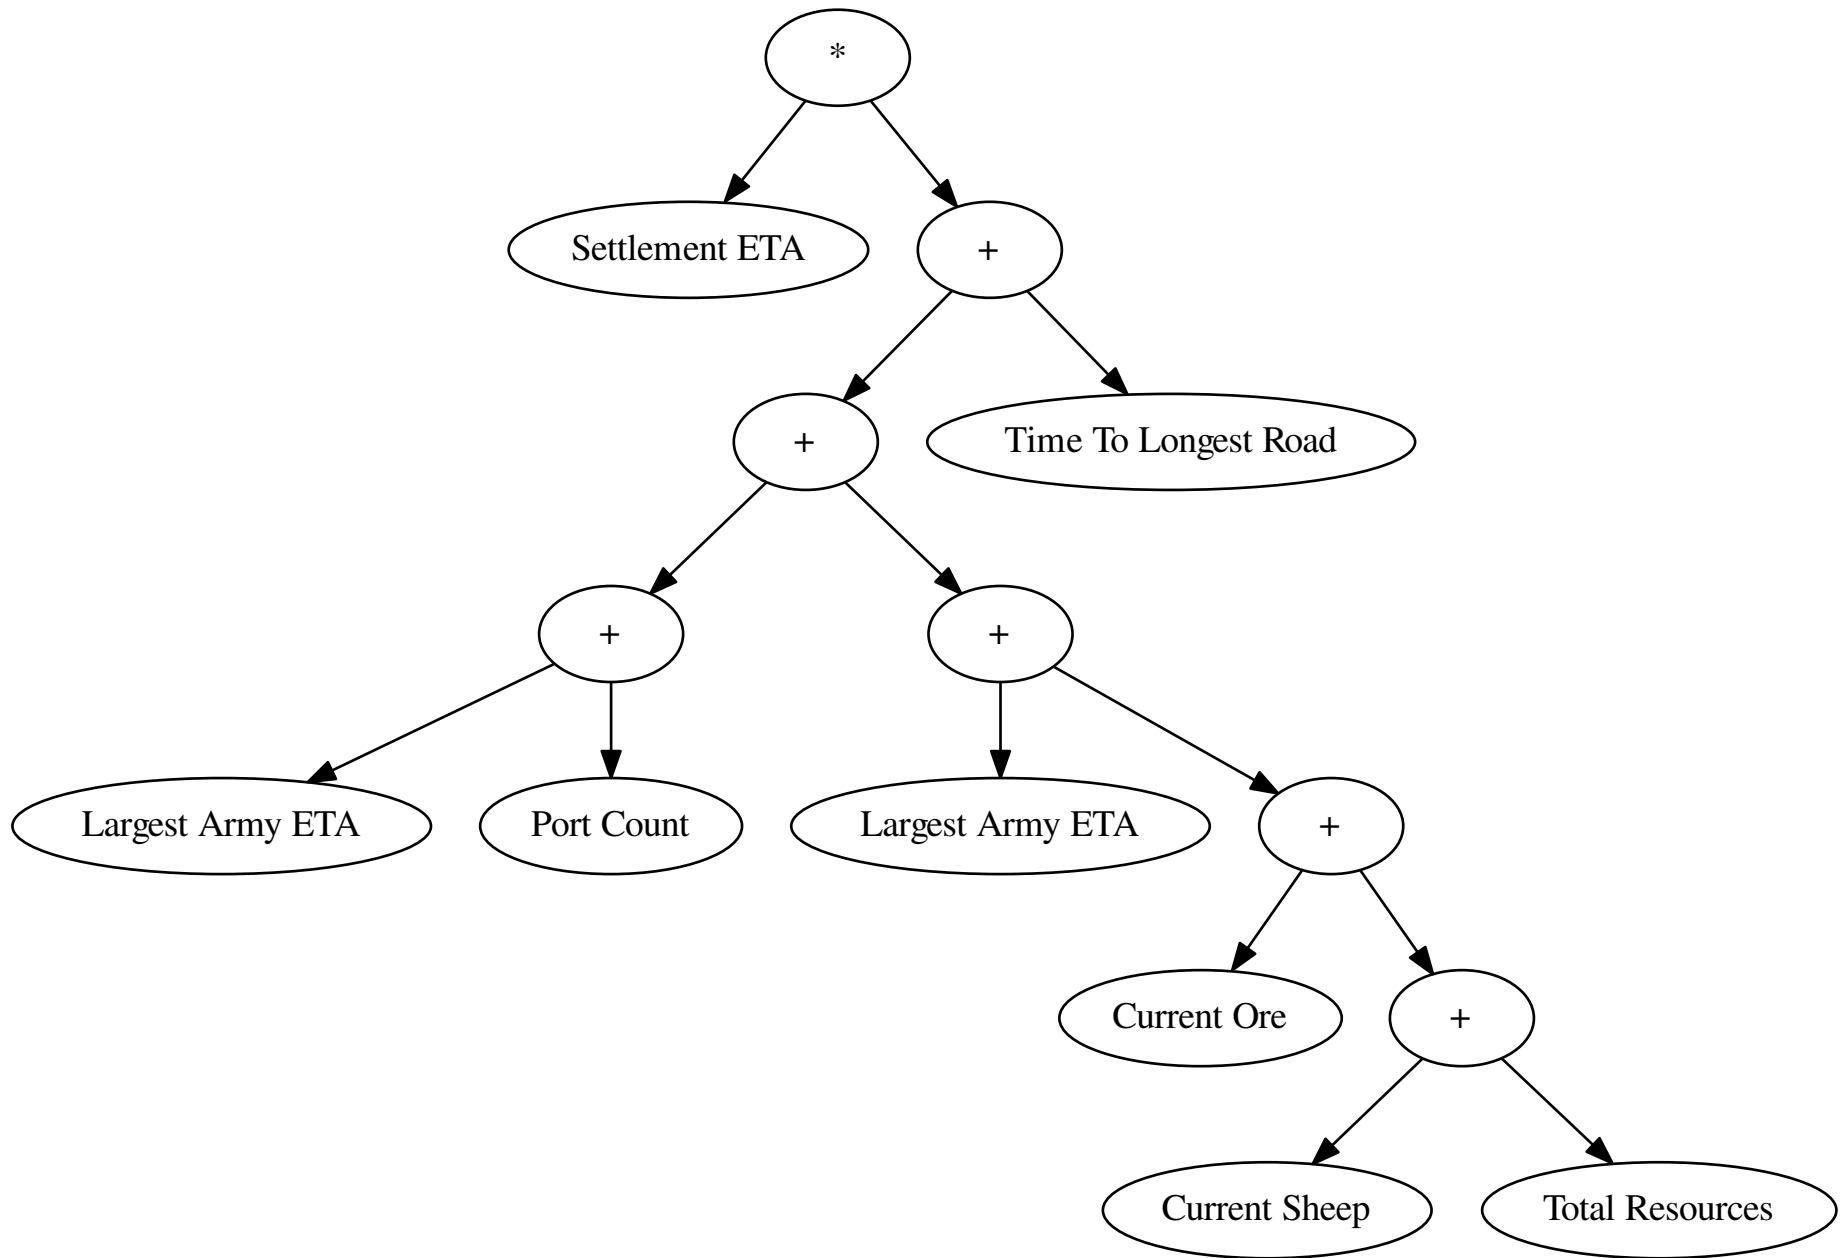 *
Settlement ETA
+
+
Time To Longest Road
+
+
Largest Army ETA
Port Count
Largest Army ETA
+
Current Ore
+
Current Sheep
Total Resources